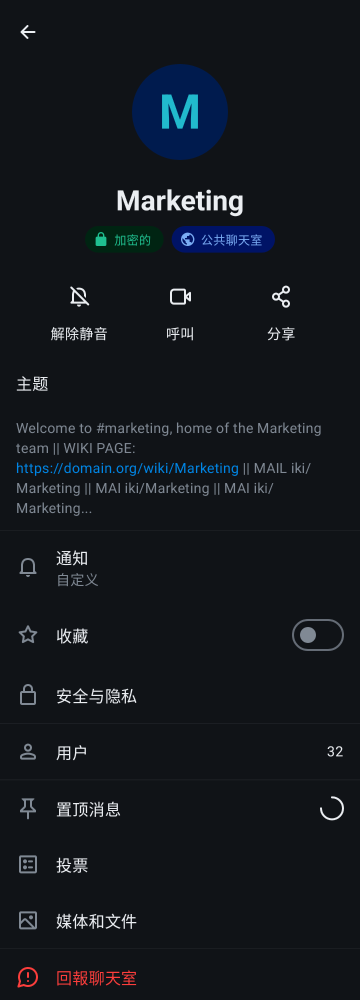 M
Marketing
加密的
公共聊天室
解除静音
呼叫
分享
主题
Welcome to #marketing, home of the Marketing
team || WIKI PAGE:
https://domain.org/wiki/Marketing || MAIL iki/
Marketing || MAI iki/Marketing || MAI iki/
Marketing...
通知
自定义
收藏
安全与隐私
用户
32
置顶消息
投票
媒体和文件
回報聊天室